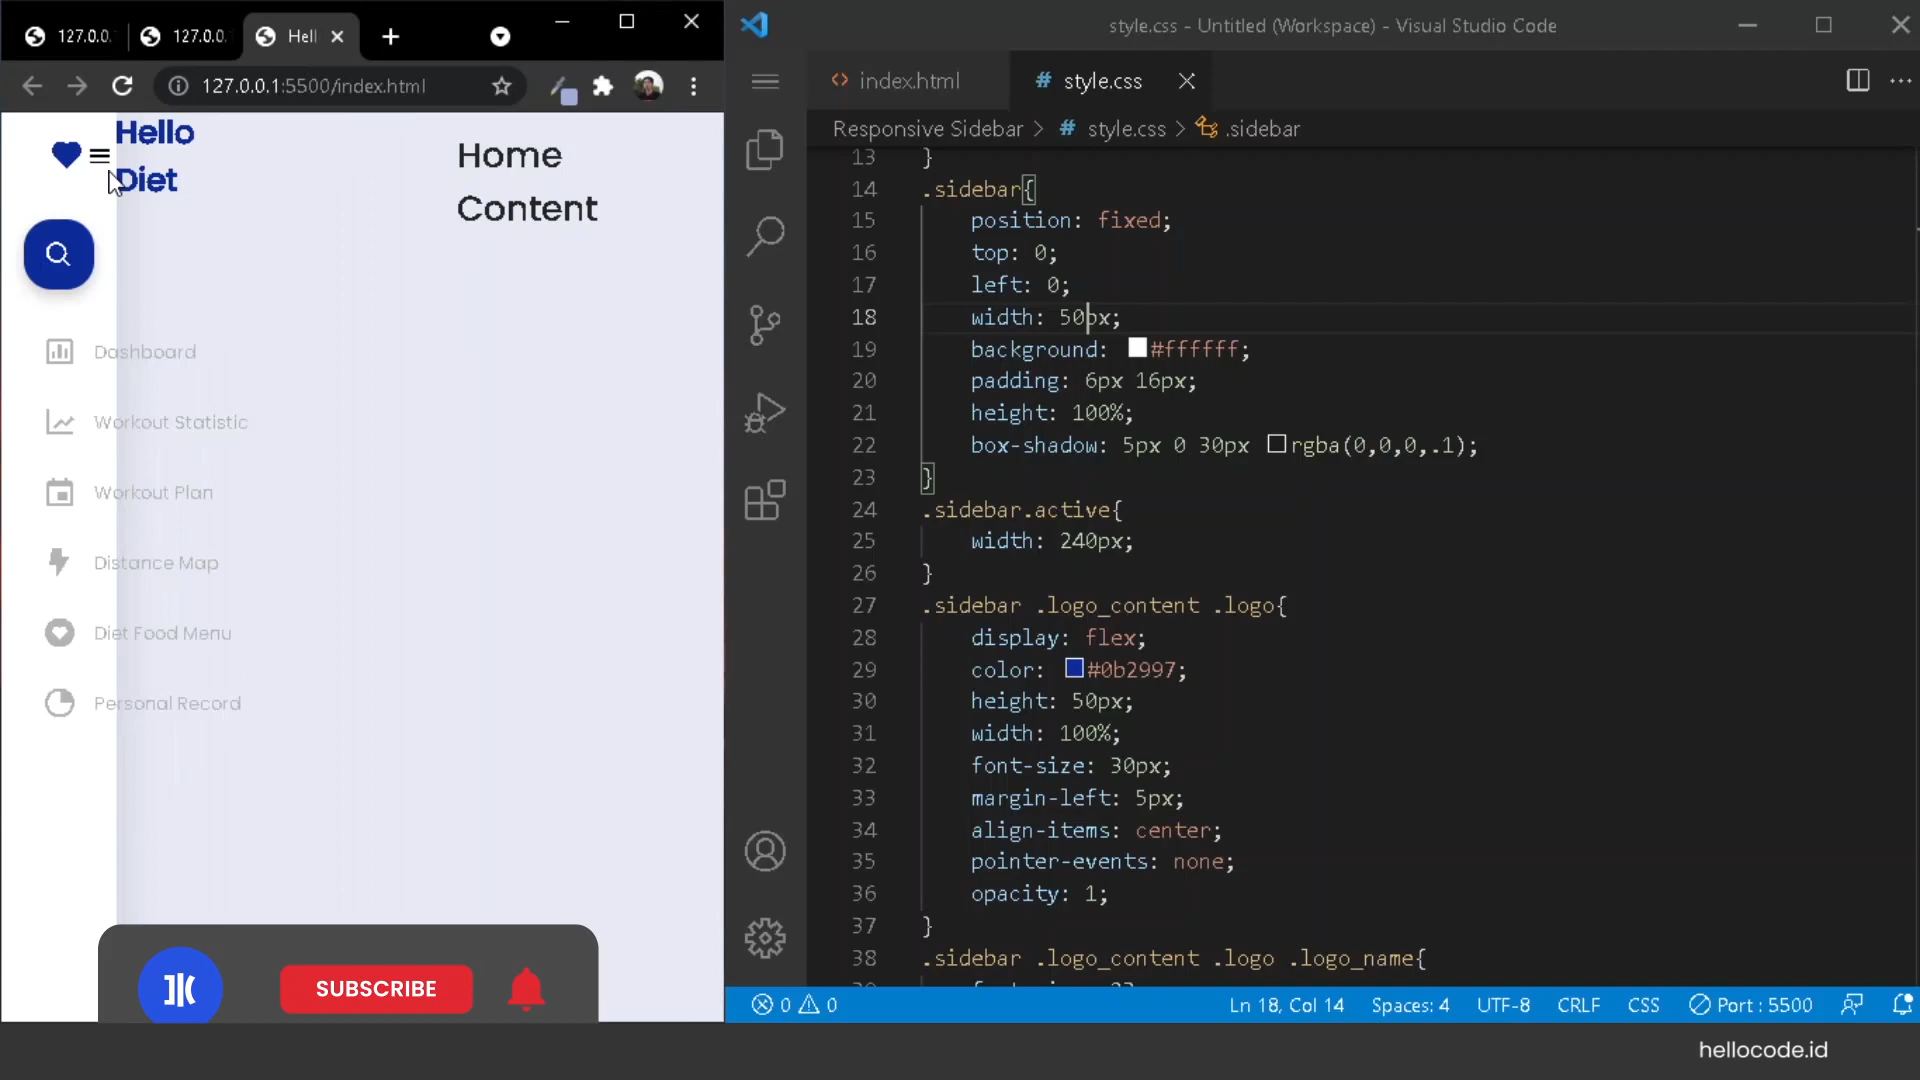 127.0.0.
127.0.0.
Hell
127.0.0.1:5500/index.html
Hello
Diet
Home
Content
Dashboard
Workout Statistic
Workout Plan
Distance Map
Diet Food Menu
Personal Record
SUBSCRIBE
style.css - Untitled (Workspace) - Visual Studio Code
index.html
# style.css
Responsive Sidebar > # style.css > .sidebar
13 }
14 .sidebar{
15 position: fixed;
16 top: 0;
17 left: 0;
18 width: 50px;
19 background: #ffffff;
20 padding: 6px 16px;
21 height: 100%;
22 box-shadow: 5px 0 30px rgba(0,0,0,.1);
23 }
24 .sidebar.active{
25 width: 240px;
26 }
27 .sidebar .logo_content .logo{
28 display: flex;
29 color: #0b2997;
30 height: 50px;
31 width: 100%;
32 font-size: 30px;
33 margin-left: 5px;
34 align-items: center;
35 pointer-events: none;
36 opacity: 1;
37 }
38 .sidebar .logo_content .logo .logo_name{
0 0 Ln 18, Col 14 Spaces: 4 UTF-8 CRLF CSS Port : 5500
hellocode.id